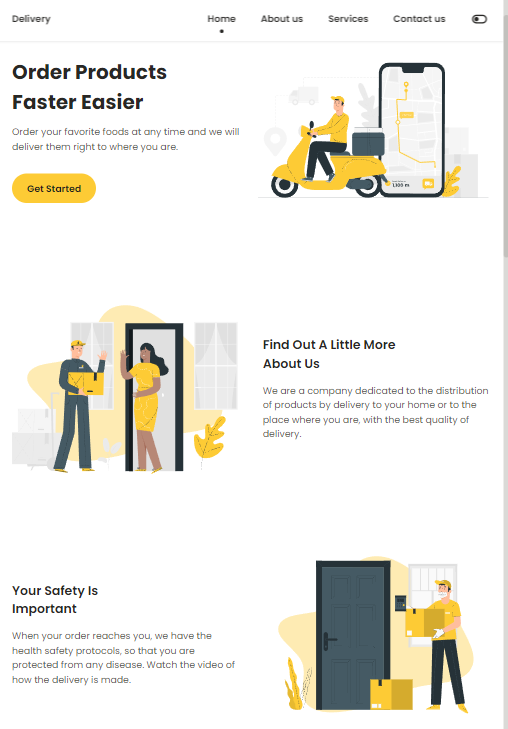 Delivery
Home
About us
Services
Contact us
Order Products
Faster Easier
Order your favorite foods at any time and we will
deliver them right to where you are.
Get Started
Find Out A Little More
About Us
We are a company dedicated to the distribution
of products by delivery to your home or to the
place where you are, with the best quality of
delivery.
Your Safety Is
Important
When your order reaches you, we have the
health safety protocols, so that you are
protected from any disease. Watch the video of
how the delivery is made.